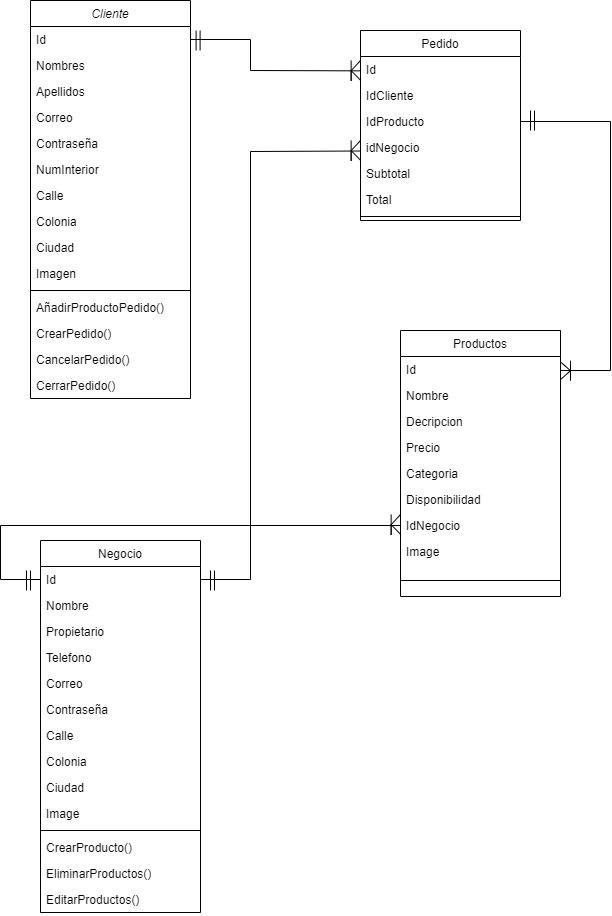 Cliente
Id
Nombres
Apellidos
Correo
Contraseña
NumInterior
Calle
Colonia
Ciudad
Imagen
AñadirProductoPedido()
CrearPedido()
CancelarPedido()
CerrarPedido()
Pedido
Id
IdCliente
IdProducto
idNegocio
Subtotal
Total
Productos
Id
Nombre
Decripcion
Precio
Categoria
Disponibilidad
IdNegocio
Image
Negocio
Id
Nombre
Propietario
Telefono
Correo
Contraseña
Calle
Colonia
Ciudad
Image
CrearProducto()
EliminarProductos()
EditarProductos()